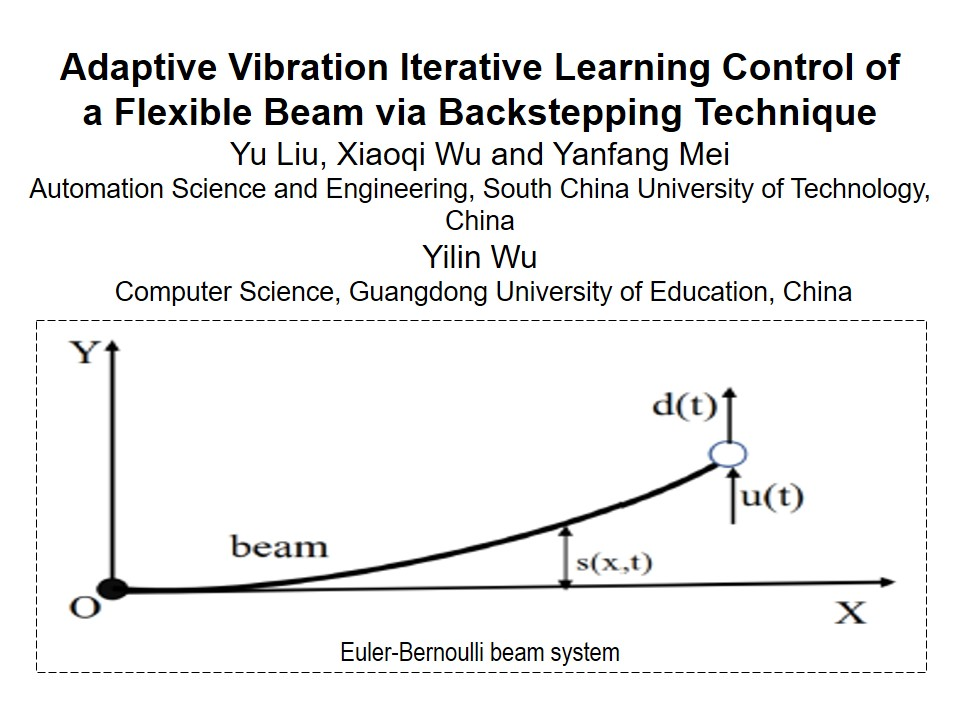 Adaptive Vibration Iterative Learning Control of
a Flexible Beam via Backstepping Technique
Yu Liu, Xiaoqi Wu and Yanfang Mei
Automation Science and Engineering, South China University of Technology,
China
Yilin Wu
Computer Science, Guangdong University of Education, China
Y
d(t)
u(t)
beam
s(x,t)
O
X
Euler-Bernoulli beam system